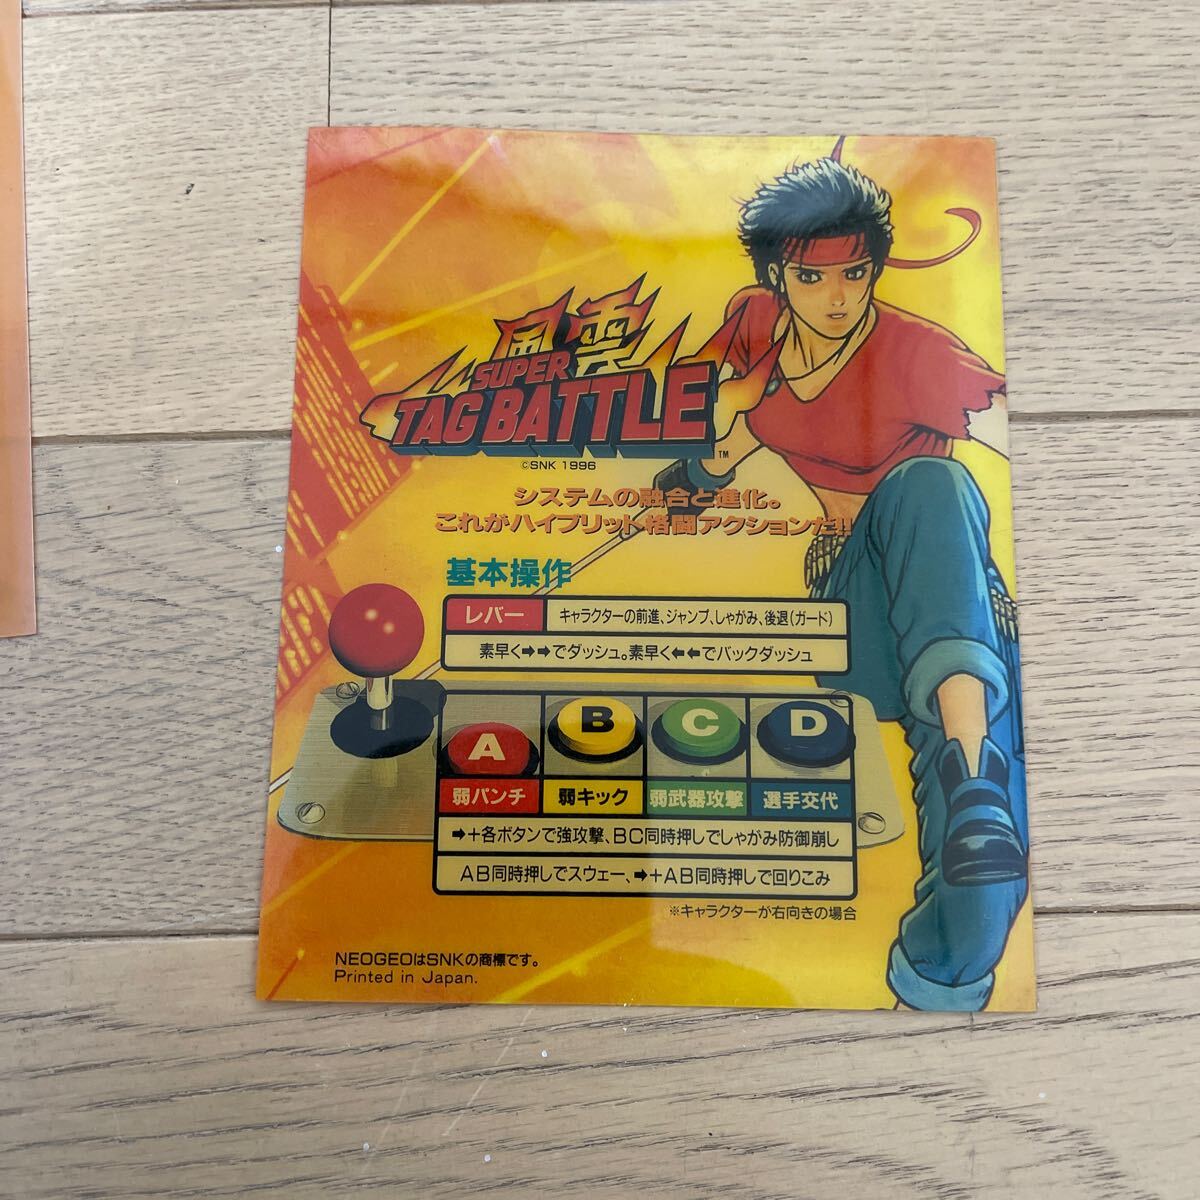 風雲
SUPER
TAG BATTLE
™
©SNK 1996
システムの融合と進化。
これがハイブリット格闘アクションだ!!
基本操作
レバー キャラクターの前進、ジャンプ、しゃがみ、後退(ガード)
素早く➡➡でダッシュ。素早く⬅⬅でバックダッシュ
A B C D
弱パンチ 弱キック 弱武器攻撃 選手交代
➡+各ボタンで強攻撃、BC同時押しでしゃがみ防御崩し
AB同時押しでスウェー、➡+AB同時押しで回りこみ
※キャラクターが右向きの場合
NEOGEOはSNKの商標です。
Printed in Japan.